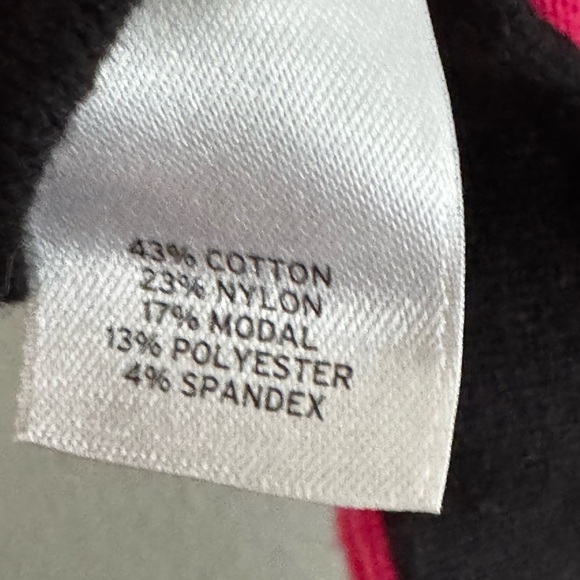 43% COTTON
23% NYLON
17% MODAL
13% POLYESTER
4% SPANDEX